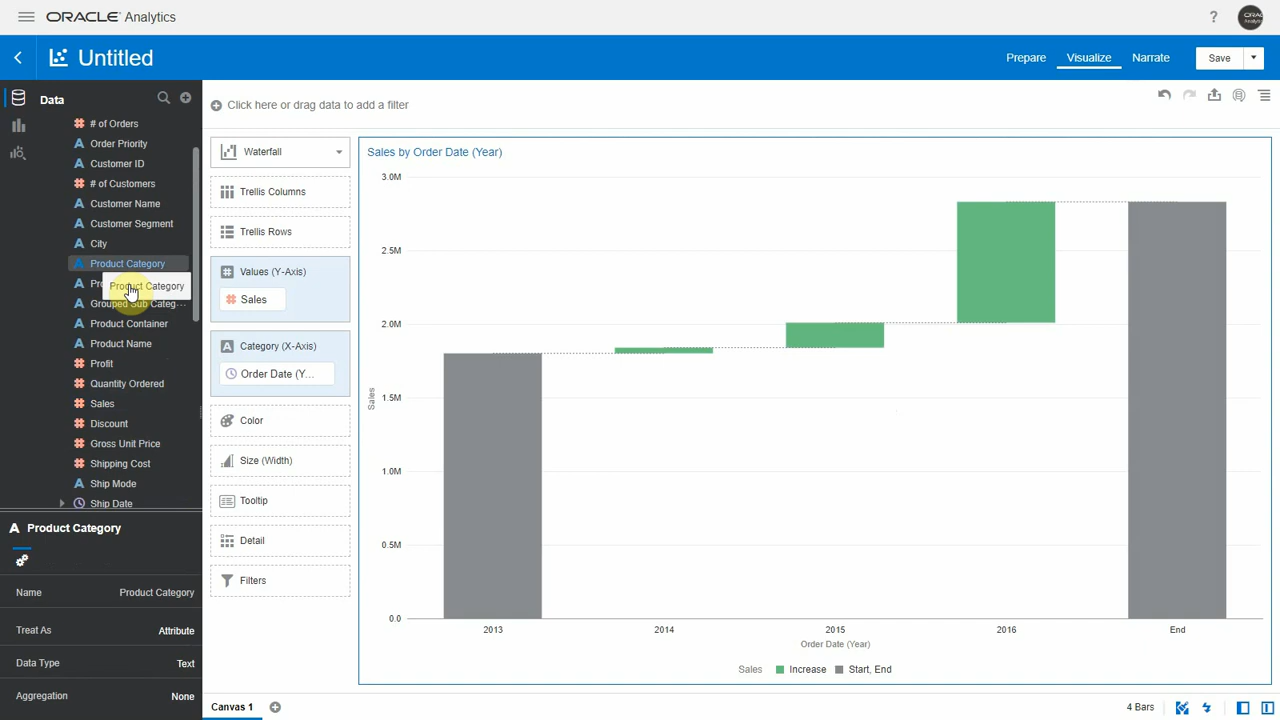 ORACLE Analytics
?
Untitled
Prepare Visualize Narrate Save
Data
Click here or drag data to add a filter
# of Orders
Order Priority
Customer ID
# of Customers
Customer Name
Customer Segment
City
Product Category
Product Category
Grouped Sub Categ...
Product Container
Product Name
Profit
Quantity Ordered
Sales
Discount
Gross Unit Price
Shipping Cost
Ship Mode
Ship Date
A Product Category
Name Product Category
Treat As Attribute
Data Type Text
Aggregation None
Waterfall
Trellis Columns
Trellis Rows
Values (Y-Axis)
Sales
Category (X-Axis)
Order Date (Y...
Color
Size (Width)
Tooltip
Detail
Filters
Sales by Order Date (Year)
3.0M
2.5M
2.0M
1.5M
1.0M
0.5M
0.0
Sales
2013 2014 2015 2016 End
Order Date (Year)
Sales Increase Start, End
Canvas 1
4 Bars